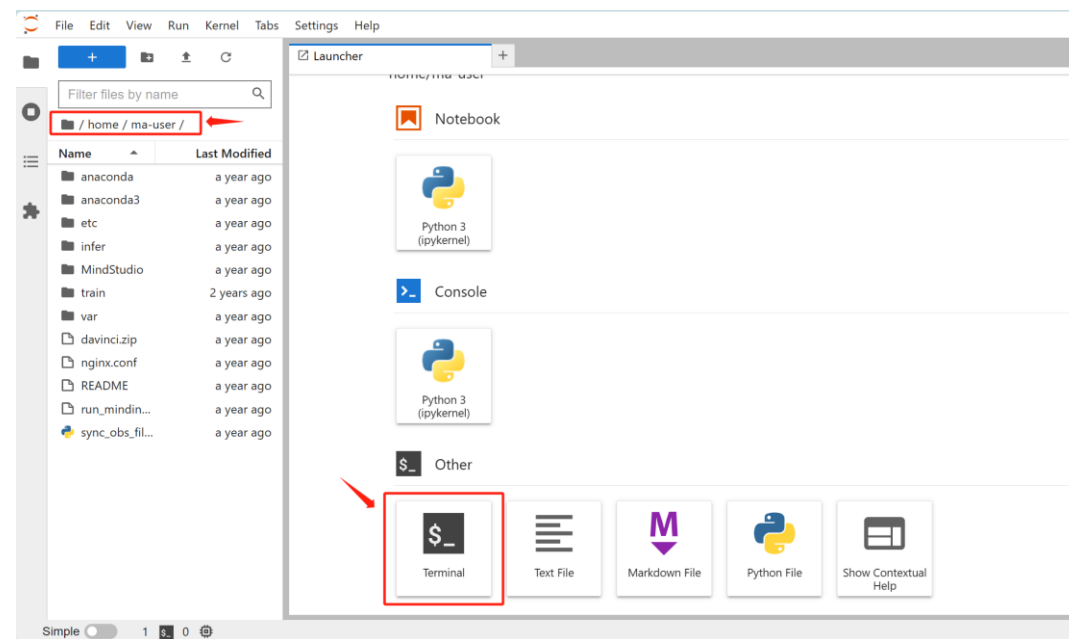 File Edit View Run Kernel Tabs Settings Help
+
Filter files by name
/ home / ma-user /
Name Last Modified
anaconda a year ago
anaconda3 a year ago
etc a year ago
infer a year ago
MindStudio a year ago
train 2 years ago
var a year ago
davinci.zip a year ago
nginx.conf a year ago
README a year ago
run_mindin... a year ago
sync_obs_fil... a year ago
Launcher +
home/ma-user
Notebook
Python 3
(ipykernel)
>_ Console
Python 3
(ipykernel)
$_ Other
$_
Terminal
Text File
M
Markdown File
Python File
Show Contextual
Help
Simple 1 $_ 0